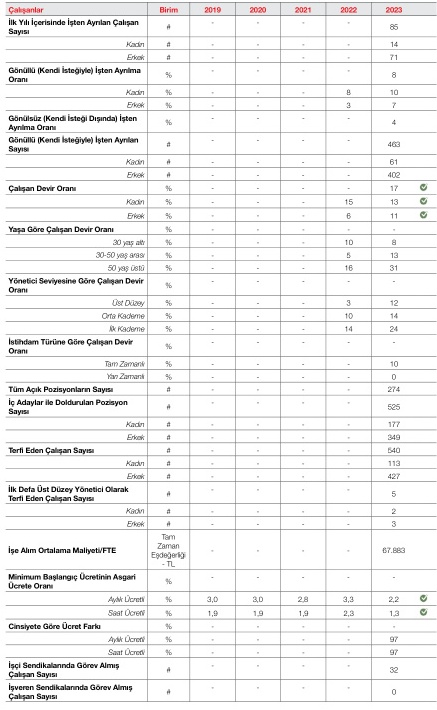 Çalışanlar Birim 2019 2020 2021 2022 2023
İlk Yılı İçerisinde İşten Ayrılan Çalışan
Sayısı # - - - - 85
Kadın # - - - - 14
Erkek # - - - - 71
Gönüllü (Kendi İsteğiyle) İşten Ayrılma
Oranı % - - - - 8
Kadın % - - - 8 10
Erkek % - - - 3 7
Gönülsüz (Kendi İsteği Dışında) İşten
Ayrılma Oranı % - - - - 4
Gönüllü (Kendi İsteğiyle) İşten Ayrılan
Sayısı # - - - - 463
Kadın # - - - - 61
Erkek # - - - - 402
Çalışan Devir Oranı % - - - - 17
Kadın % - - - 15 13
Erkek % - - - 6 11
Yaşa Göre Çalışan Devir Oranı % - - - - -
30 yaş altı % - - - 10 8
30-50 yaş arası % - - - 5 13
50 yaş üstü % - - - 16 31
Yönetici Seviyesine Göre Çalışan Devir
Oranı % - - - - -
Üst Düzey % - - - 3 12
Orta Kademe % - - - 10 14
İlk Kademe % - - - 14 24
İstihdam Türüne Göre Çalışan Devir
Oranı % - - - - -
Tam Zamanlı % - - - - 10
Yarı Zamanlı % - - - - 0
Tüm Açık Pozisyonların Sayısı # - - - - 274
İç Adaylar ile Doldurulan Pozisyon
Sayısı # - - - - 525
Kadın # - - - - 177
Erkek # - - - - 349
Terfi Eden Çalışan Sayısı # - - - - 540
Kadın # - - - - 113
Erkek # - - - - 427
İlk Defa Üst Düzey Yönetici Olarak
Terfi Eden Çalışan Sayısı # - - - - 5
Kadın # - - - - 2
Erkek # - - - - 3
İşe Alım Ortalama Maliyeti/FTE Tam
Zaman
Eşdeğerliği
- TL - - - - 67.883
Minimum Başlangıç Ücretinin Asgari
Ücrete Oranı % - - - - -
Aylık Ücretli % 3,0 3,0 2,8 3,3 2,2
Saat Ücretli % 1,9 1,9 1,9 2,3 1,3
Cinsiyete Göre Ücret Farkı % - - - - -
Aylık Ücretli % - - - - 97
Saat Ücretli % - - - - 97
İşçi Sendikalarında Görev Almış
Çalışan Sayısı # - - - - 32
İşveren Sendikalarında Görev Almış
Çalışan Sayısı # - - - - 0